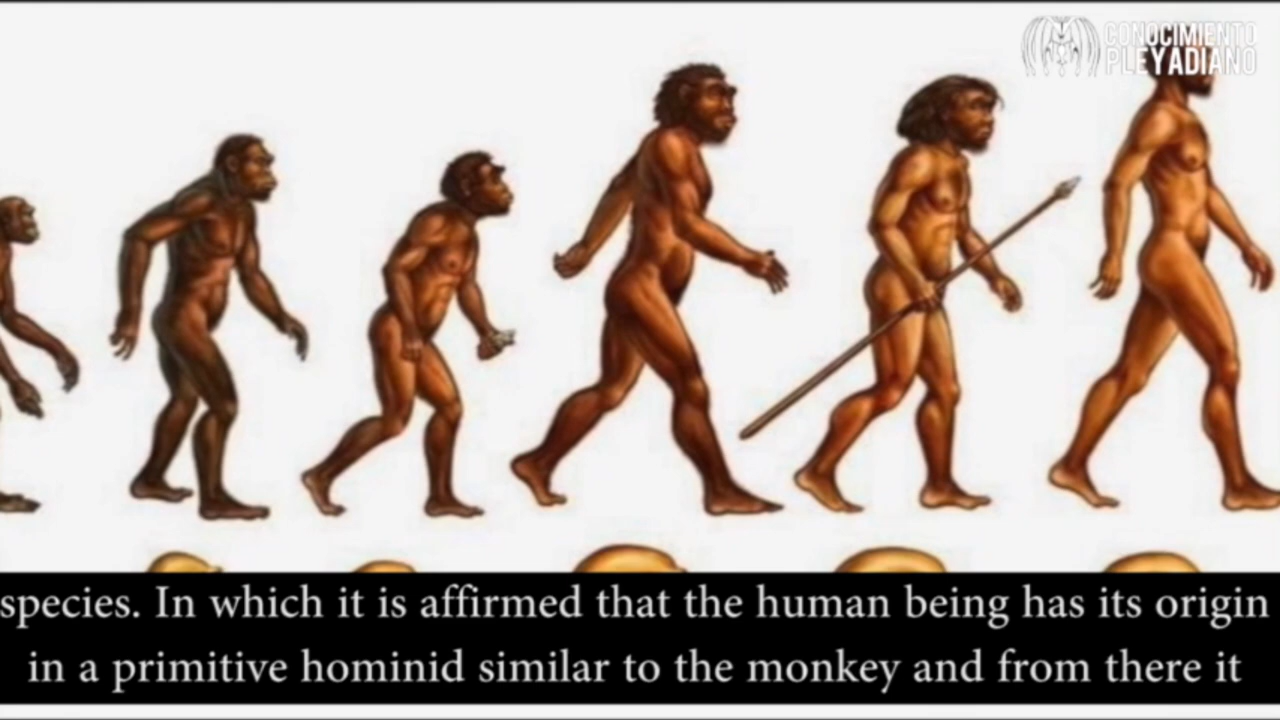 CONOCIMIENTO
PLEYADIANO
species. In which it is affirmed that the human being has its origin
in a primitive hominid similar to the monkey and from there it